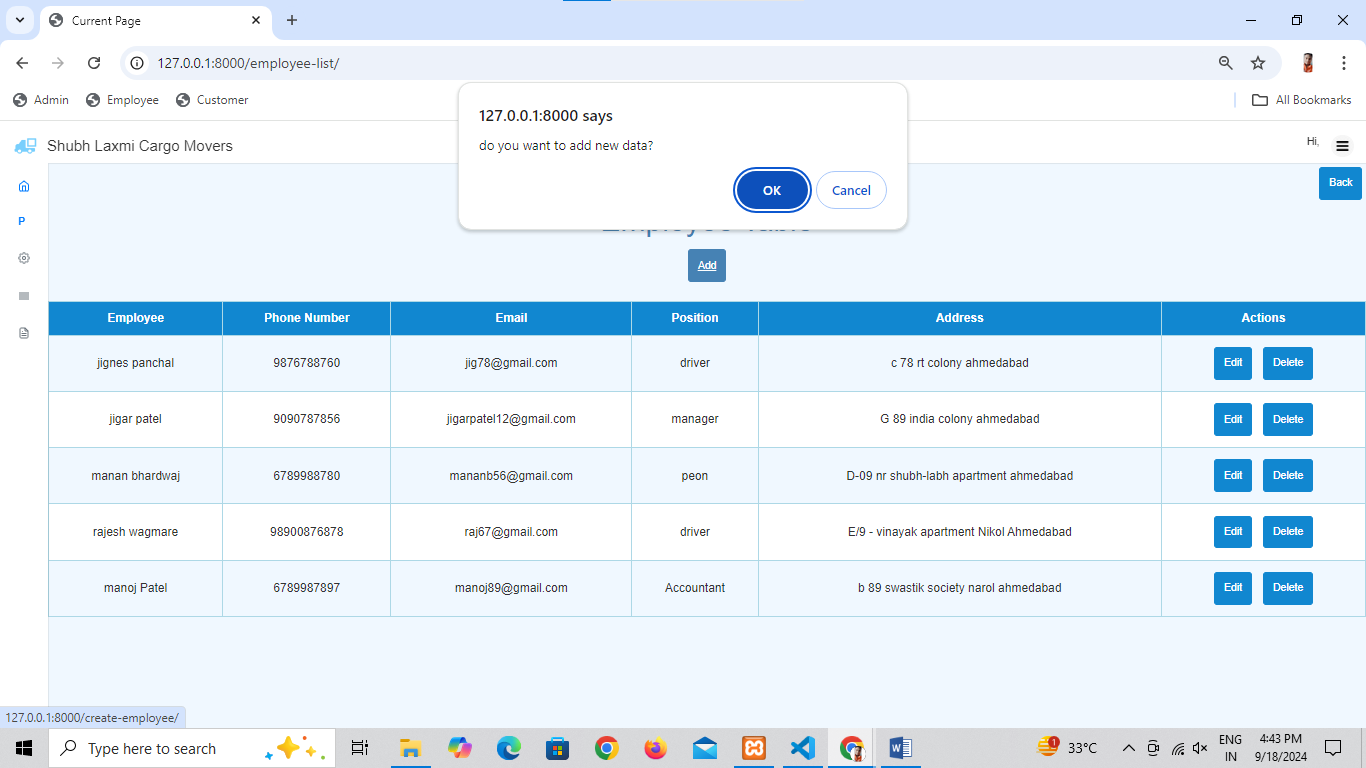 Current Page
127.0.0.1:8000/employee-list/
Admin Employee Customer All Bookmarks
127.0.0.1:8000 says
do you want to add new data?
OK Cancel
Shubh Laxmi Cargo Movers Hi,
Back
P
Employee Table
Add
Employee Phone Number Email Position Address Actions
jignes panchal 9876788760 jig78@gmail.com driver c 78 rt colony ahmedabad Edit Delete
jigar patel 9090787856 jigarpatel12@gmail.com manager G 89 india colony ahmedabad Edit Delete
manan bhardwaj 6789988780 mananb56@gmail.com peon D-09 nr shubh-labh apartment ahmedabad Edit Delete
rajesh wagmare 98900876878 raj67@gmail.com driver E/9 - vinayak apartment Nikol Ahmedabad Edit Delete
manoj Patel 6789987897 manoj89@gmail.com Accountant b 89 swastik society narol ahmedabad Edit Delete
127.0.0.1:8000/create-employee/
Type here to search 1 33°C ENG 4:43 PM
IN 9/18/2024